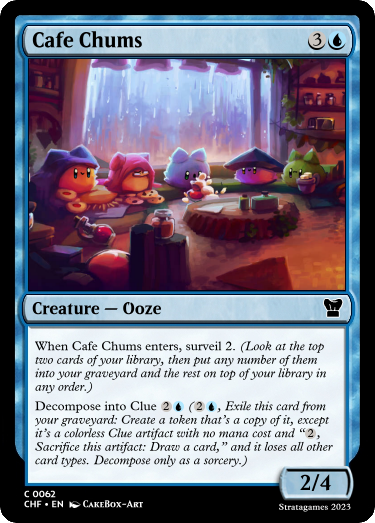 Cafe Chums 3
Creature — Ooze
When Cafe Chums enters, surveil 2. (Look at the top
two cards of your library, then put any number of them
into your graveyard and the rest on top of your library in
any order.)
Decompose into Clue 2 (2, Exile this card from
your graveyard: Create a token that's a copy of it, except
it's a colorless Clue artifact with no mana cost and “2,
Sacrifice this artifact: Draw a card,” and it loses all
other card types. Decompose only as a sorcery.)
2/4
C 0062
CHF • EN CakeBox-Art
Stratagames 2023